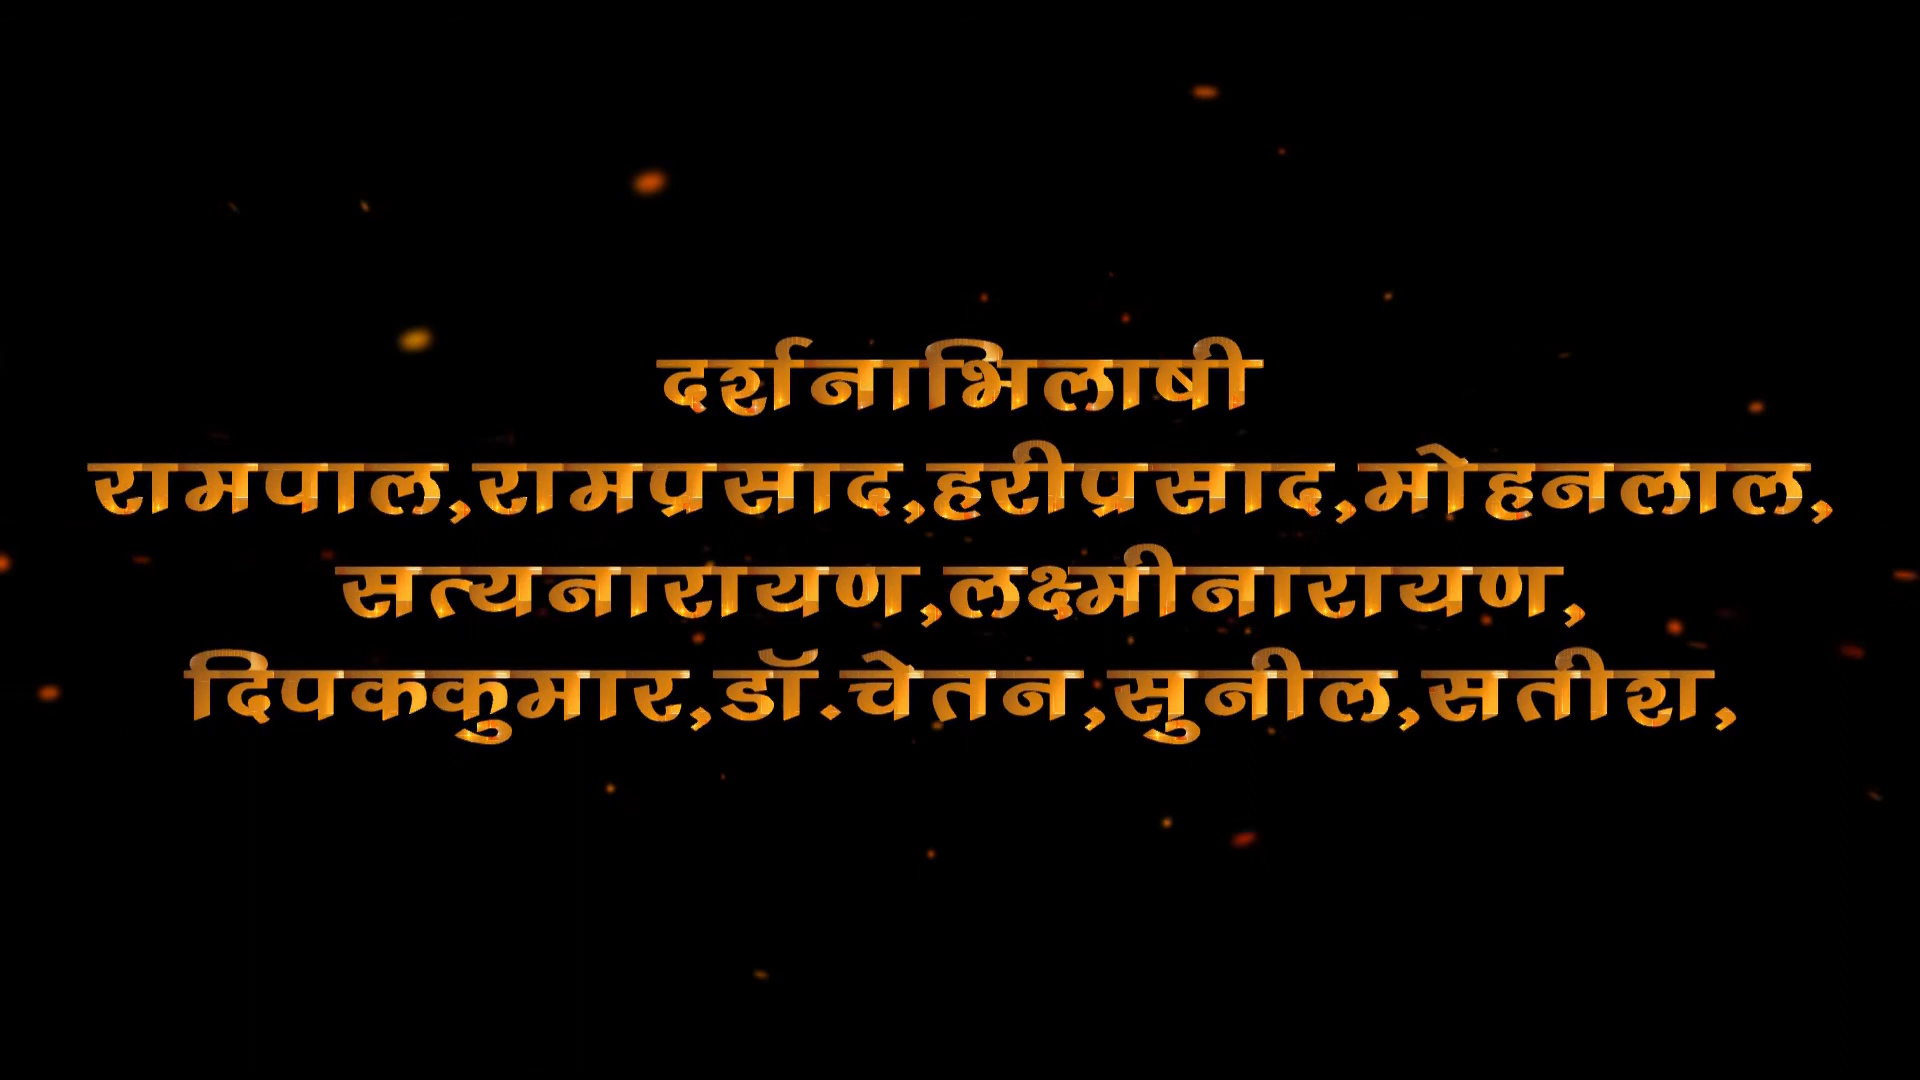 दर्शनाभिलाषी
रामपाल,रामप्रसाद,हरीप्रसाद,मोहनलाल,
सत्यनारायण,लक्ष्मीनारायण,
दिपककुमार,डॉ.चेतन,सुनील,सतीश,